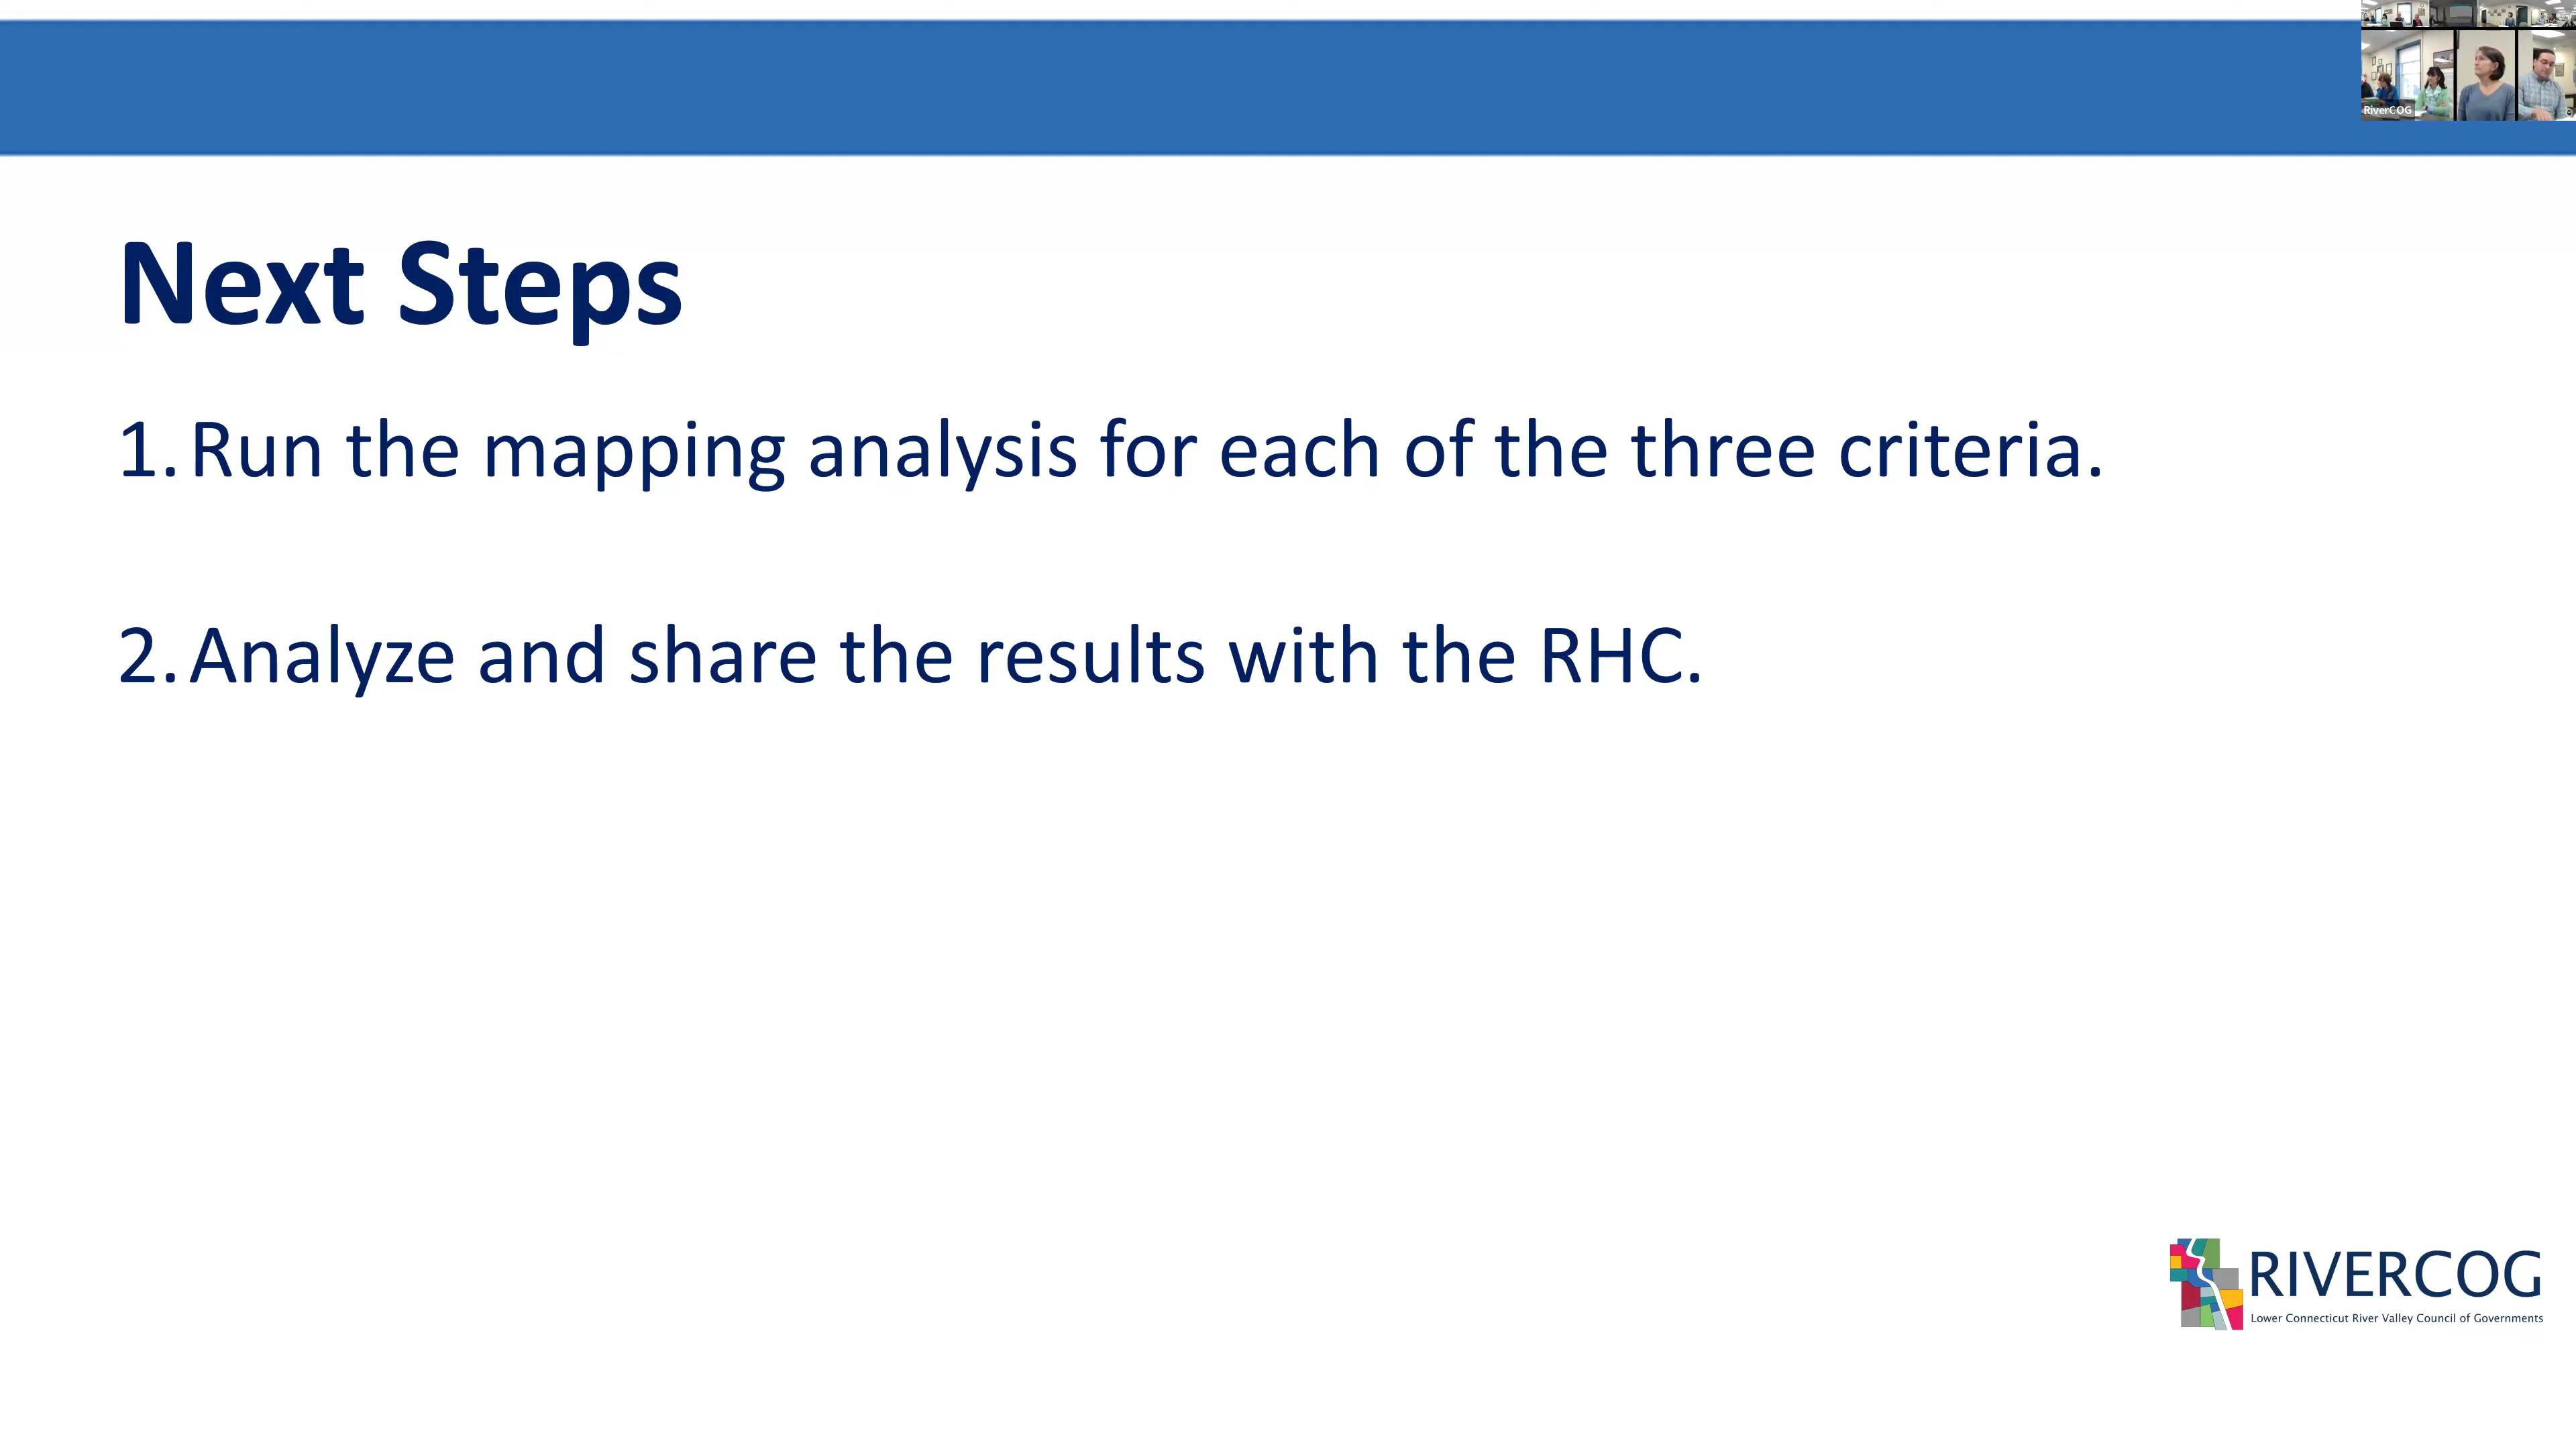 RiverCOG
Next Steps
1. Run the mapping analysis for each of the three criteria.
2. Analyze and share the results with the RHC.
RIVERCOG
Lower Connecticut River Valley Council of Governments